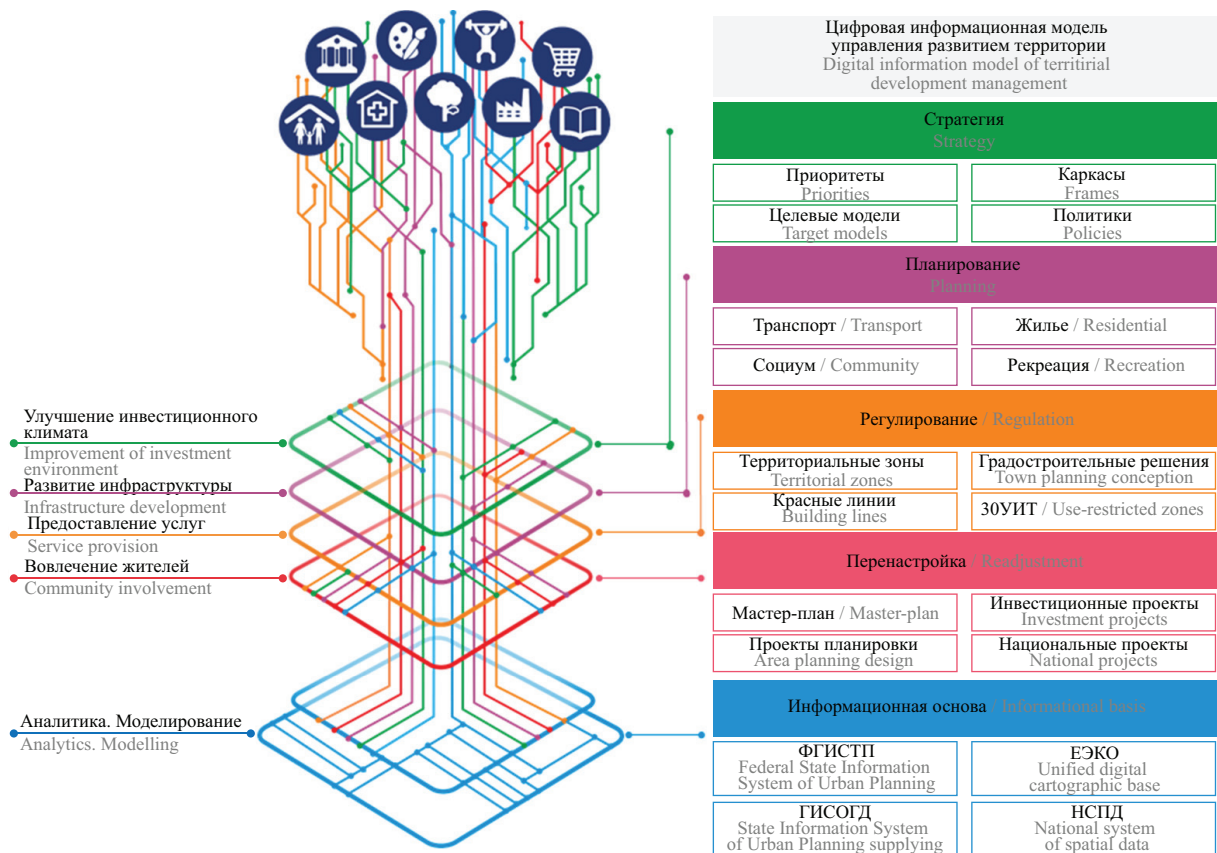 Цифровая информационная модель
управления развитием территории
Digital information model of territirial
development management
Стратегия
Strategy
Приоритеты
Priorities
Каркасы
Frames
Целевые модели
Target models
Политики
Policies
Планирование
Planning
Транспорт / Transport
Жилье / Residential
Социум / Community
Рекреация / Recreation
Регулирование / Regulation
Территориальные зоны
Territorial zones
Градостроительные решения
Town planning conception
Красные линии
Building lines
ЗОУИТ / Use-restricted zones
Перенастройка / Readjustment
Мастер-план / Master-plan
Инвестиционные проекты
Investment projects
Проекты планировки
Area planning design
Национальные проекты
National projects
Информационная основа / Informational basis
ФГИСТП
Federal State Information
System of Urban Planning
ЕЭКО
Unified digital
cartographic base
ГИСОГД
State Information System
of Urban Planning supplying
НСПД
National system
of spatial data
Улучшение инвестиционного
климата
Improvement of investment
environment
Развитие инфраструктуры
Infrastructure development
Предоставление услуг
Service provision
Вовлечение жителей
Community involvement
Аналитика. Моделирование
Analytics. Modelling